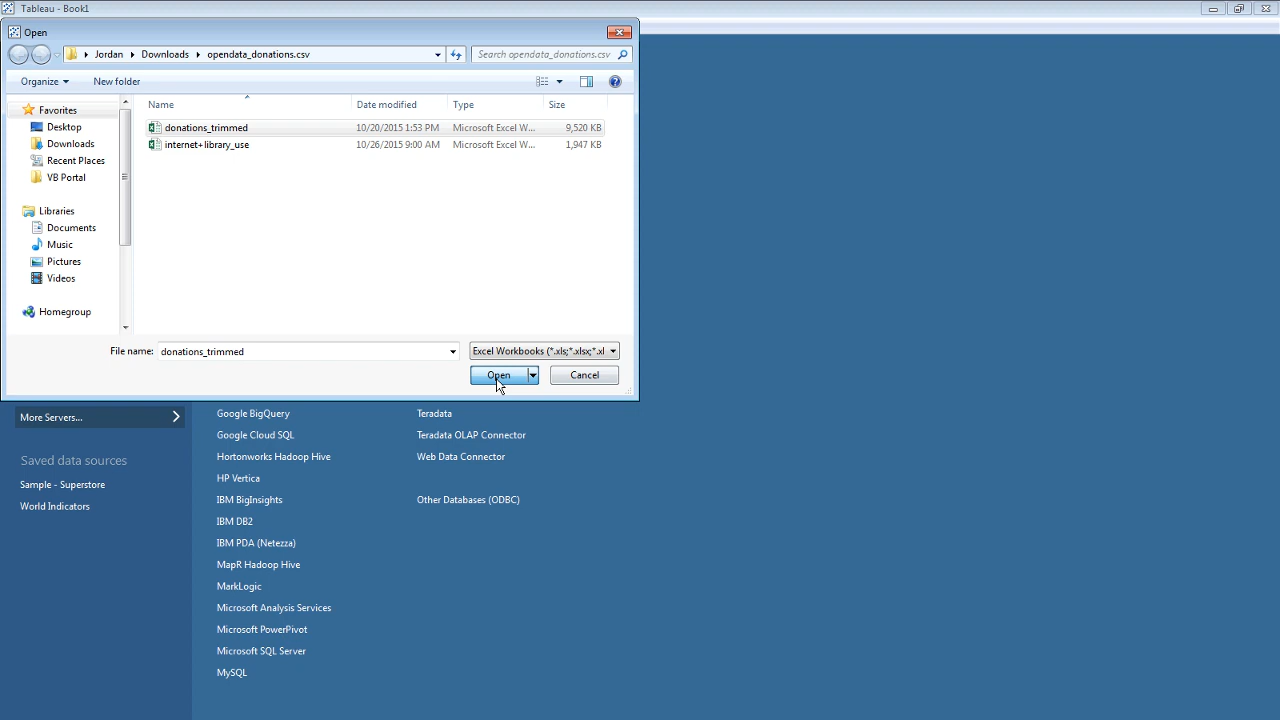 Tableau - Book1
Open
Jordan Downloads opendata_donations.csv
Search opendata_donations.csv
Organize New folder
Name Date modified Type Size
donations_trimmed 10/20/2015 1:53 PM Microsoft Excel W... 9,520 KB
internet+library_use 10/26/2015 9:00 AM Microsoft Excel W... 1,947 KB
Favorites
Desktop
Downloads
Recent Places
VB Portal
Libraries
Documents
Music
Pictures
Videos
Homegroup
File name: donations_trimmed Excel Workbooks (*.xls;*.xlsx;*.xl
Open Cancel
More Servers...
Saved data sources
Sample - Superstore
World Indicators
Google BigQuery
Google Cloud SQL
Hortonworks Hadoop Hive
HP Vertica
IBM BigInsights
IBM DB2
IBM PDA (Netezza)
MapR Hadoop Hive
MarkLogic
Microsoft Analysis Services
Microsoft PowerPivot
Microsoft SQL Server
MySQL
Teradata
Teradata OLAP Connector
Web Data Connector
Other Databases (ODBC)